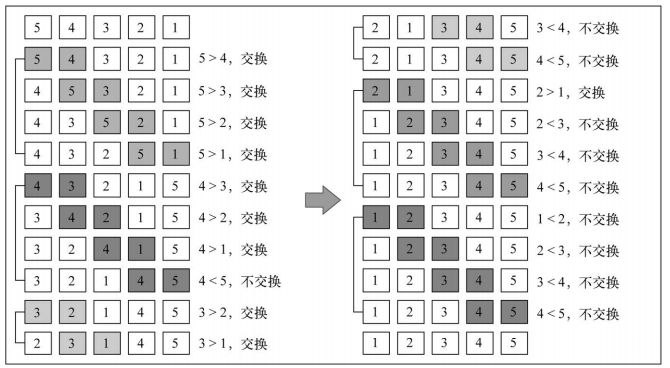 5 4 3 2 1
5 4 3 2 1 5 > 4，交换
4 5 3 2 1 5 > 3，交换
4 3 5 2 1 5 > 2，交换
4 3 2 5 1 5 > 1，交换
4 3 2 1 5 4 > 3，交换
3 4 2 1 5 4 > 2，交换
3 2 4 1 5 4 > 1，交换
3 2 1 4 5 4 < 5，不交换
3 2 1 4 5 3 > 2，交换
2 3 1 4 5 3 > 1，交换
2 1 3 4 5 3 < 4，不交换
2 1 3 4 5 4 < 5，不交换
2 1 3 4 5 2 > 1，交换
1 2 3 4 5 2 < 3，不交换
1 2 3 4 5 3 < 4，不交换
1 2 3 4 5 4 < 5，不交换
1 2 3 4 5 1 < 2，不交换
1 2 3 4 5 2 < 3，不交换
1 2 3 4 5 3 < 4，不交换
1 2 3 4 5 4 < 5，不交换
1 2 3 4 5